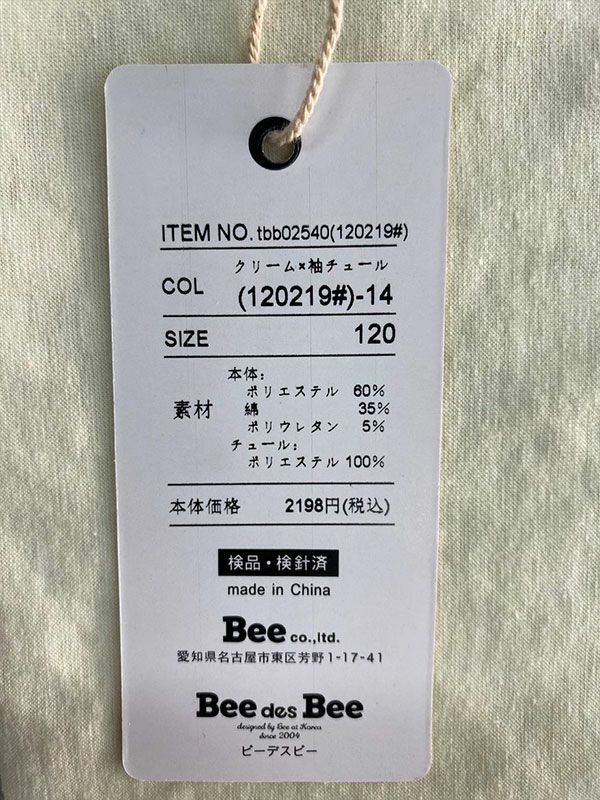 ITEM NO. tbb02540(120219#)
クリーム×袖チュール
COL (120219#)-14
SIZE 120
本体:
ポリエステル 60%
素材 綿 35%
ポリウレタン 5%
チュール:
ポリエステル 100%
本体価格 2198円(税込)
検品・検針済
made in China
Bee co.,ltd.
愛知県名古屋市東区芳野1-17-41
Bee des Bee
designed by Bee at Korea
since 2004
ビーデスビー